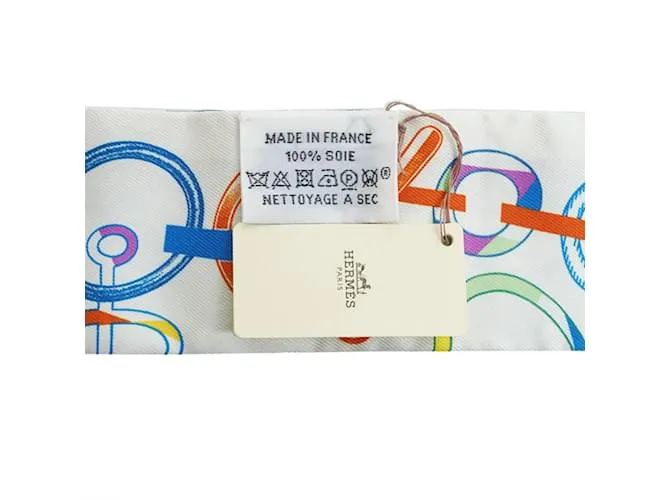 MADE IN FRANCE
100% SOIE
®
NETTOYAGE A SEC
HERMÈS
PARIS